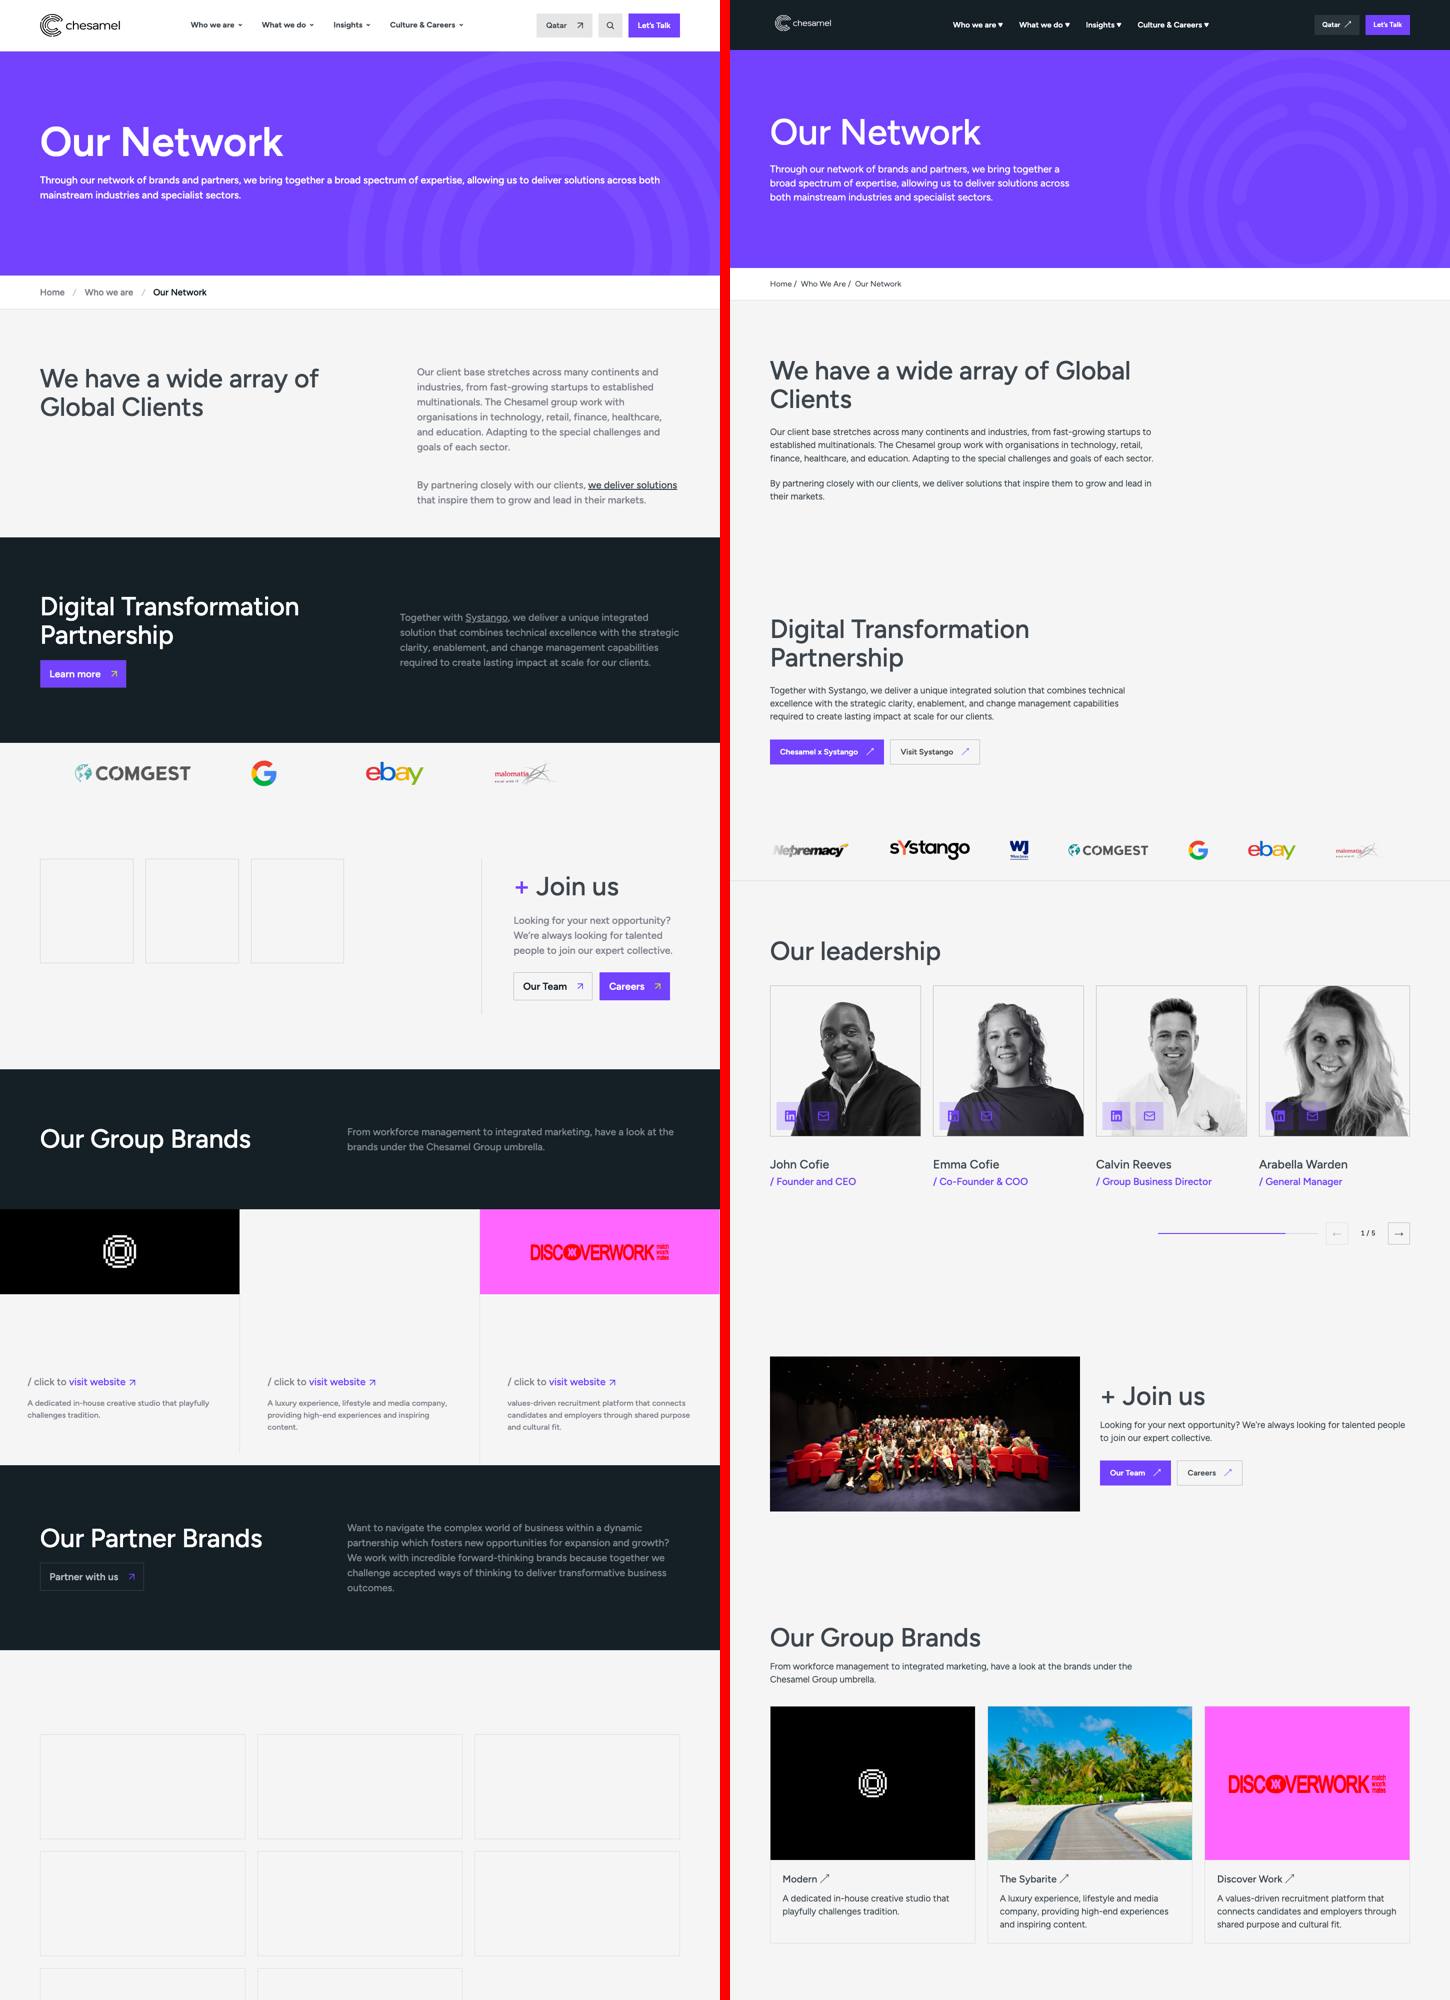 chesamel
Who we are
What we do
Insights
Culture & Careers
Qatar
Let's Talk
Our Network
Through our network of brands and partners, we bring together a broad spectrum of expertise, allowing us to deliver solutions across both
mainstream industries and specialist sectors.
Home / Who we are / Our Network
We have a wide array of
Global Clients
Our client base stretches across many continents and
industries, from fast-growing startups to established
multinationals. The Chesamel group work with
organisations in technology, retail, finance, healthcare,
and education. Adapting to the special challenges and
goals of each sector.
By partnering closely with our clients, we deliver solutions
that inspire them to grow and lead in their markets.
Digital Transformation
Partnership
Learn more
Together with Systango, we deliver a unique integrated
solution that combines technical excellence with the strategic
clarity, enablement, and change management capabilities
required to create lasting impact at scale for our clients.
COMGEST
G
ebay
malomatia
+ Join us
Looking for your next opportunity?
We're always looking for talented
people to join our expert collective.
Our Team
Careers
Our Group Brands
From workforce management to integrated marketing, have a look at the
brands under the Chesamel Group umbrella.
DISCOVERWORK match work mates
/ click to visit website
A dedicated in-house creative studio that playfully
challenges tradition.
/ click to visit website
A luxury experience, lifestyle and media company,
providing high-end experiences and inspiring
content.
/ click to visit website
values-driven recruitment platform that connects
candidates and employers through shared purpose
and cultural fit.
Our Partner Brands
Partner with us
Want to navigate the complex world of business within a dynamic
partnership which fosters new opportunities for expansion and growth?
We work with incredible forward-thinking brands because together we
challenge accepted ways of thinking to deliver transformative business
outcomes.
chesamel
Who we are
What we do
Insights
Culture & Careers
Qatar
Let's Talk
Our Network
Through our network of brands and partners, we bring together a
broad spectrum of expertise, allowing us to deliver solutions across
both mainstream industries and specialist sectors.
Home / Who We Are / Our Network
We have a wide array of Global
Clients
Our client base stretches across many continents and industries, from fast-growing startups to
established multinationals. The Chesamel group work with organisations in technology, retail,
finance, healthcare, and education. Adapting to the special challenges and goals of each sector.
By partnering closely with our clients, we deliver solutions that inspire them to grow and lead in
their markets.
Digital Transformation
Partnership
Together with Systango, we deliver a unique integrated solution that combines technical
excellence with the strategic clarity, enablement, and change management capabilities
required to create lasting impact at scale for our clients.
Chesamel x Systango
Visit Systango
Netpremacy
sYstango
WJ
COMGEST
G
ebay
malomatia
Our leadership
in
in
in
in
John Cofie
/ Founder and CEO
Emma Cofie
/ Co-Founder & COO
Calvin Reeves
/ Group Business Director
Arabella Warden
/ General Manager
1 / 5
+ Join us
Looking for your next opportunity? We're always looking for talented people
to join our expert collective.
Our Team
Careers
Our Group Brands
From workforce management to integrated marketing, have a look at the brands under the
Chesamel Group umbrella.
DISCOVERWORK match work mates
Modern
A dedicated in-house creative studio that
playfully challenges tradition.
The Sybarite
A luxury experience, lifestyle and media
company, providing high-end experiences
and inspiring content.
Discover Work
A values-driven recruitment platform that
connects candidates and employers through
shared purpose and cultural fit.